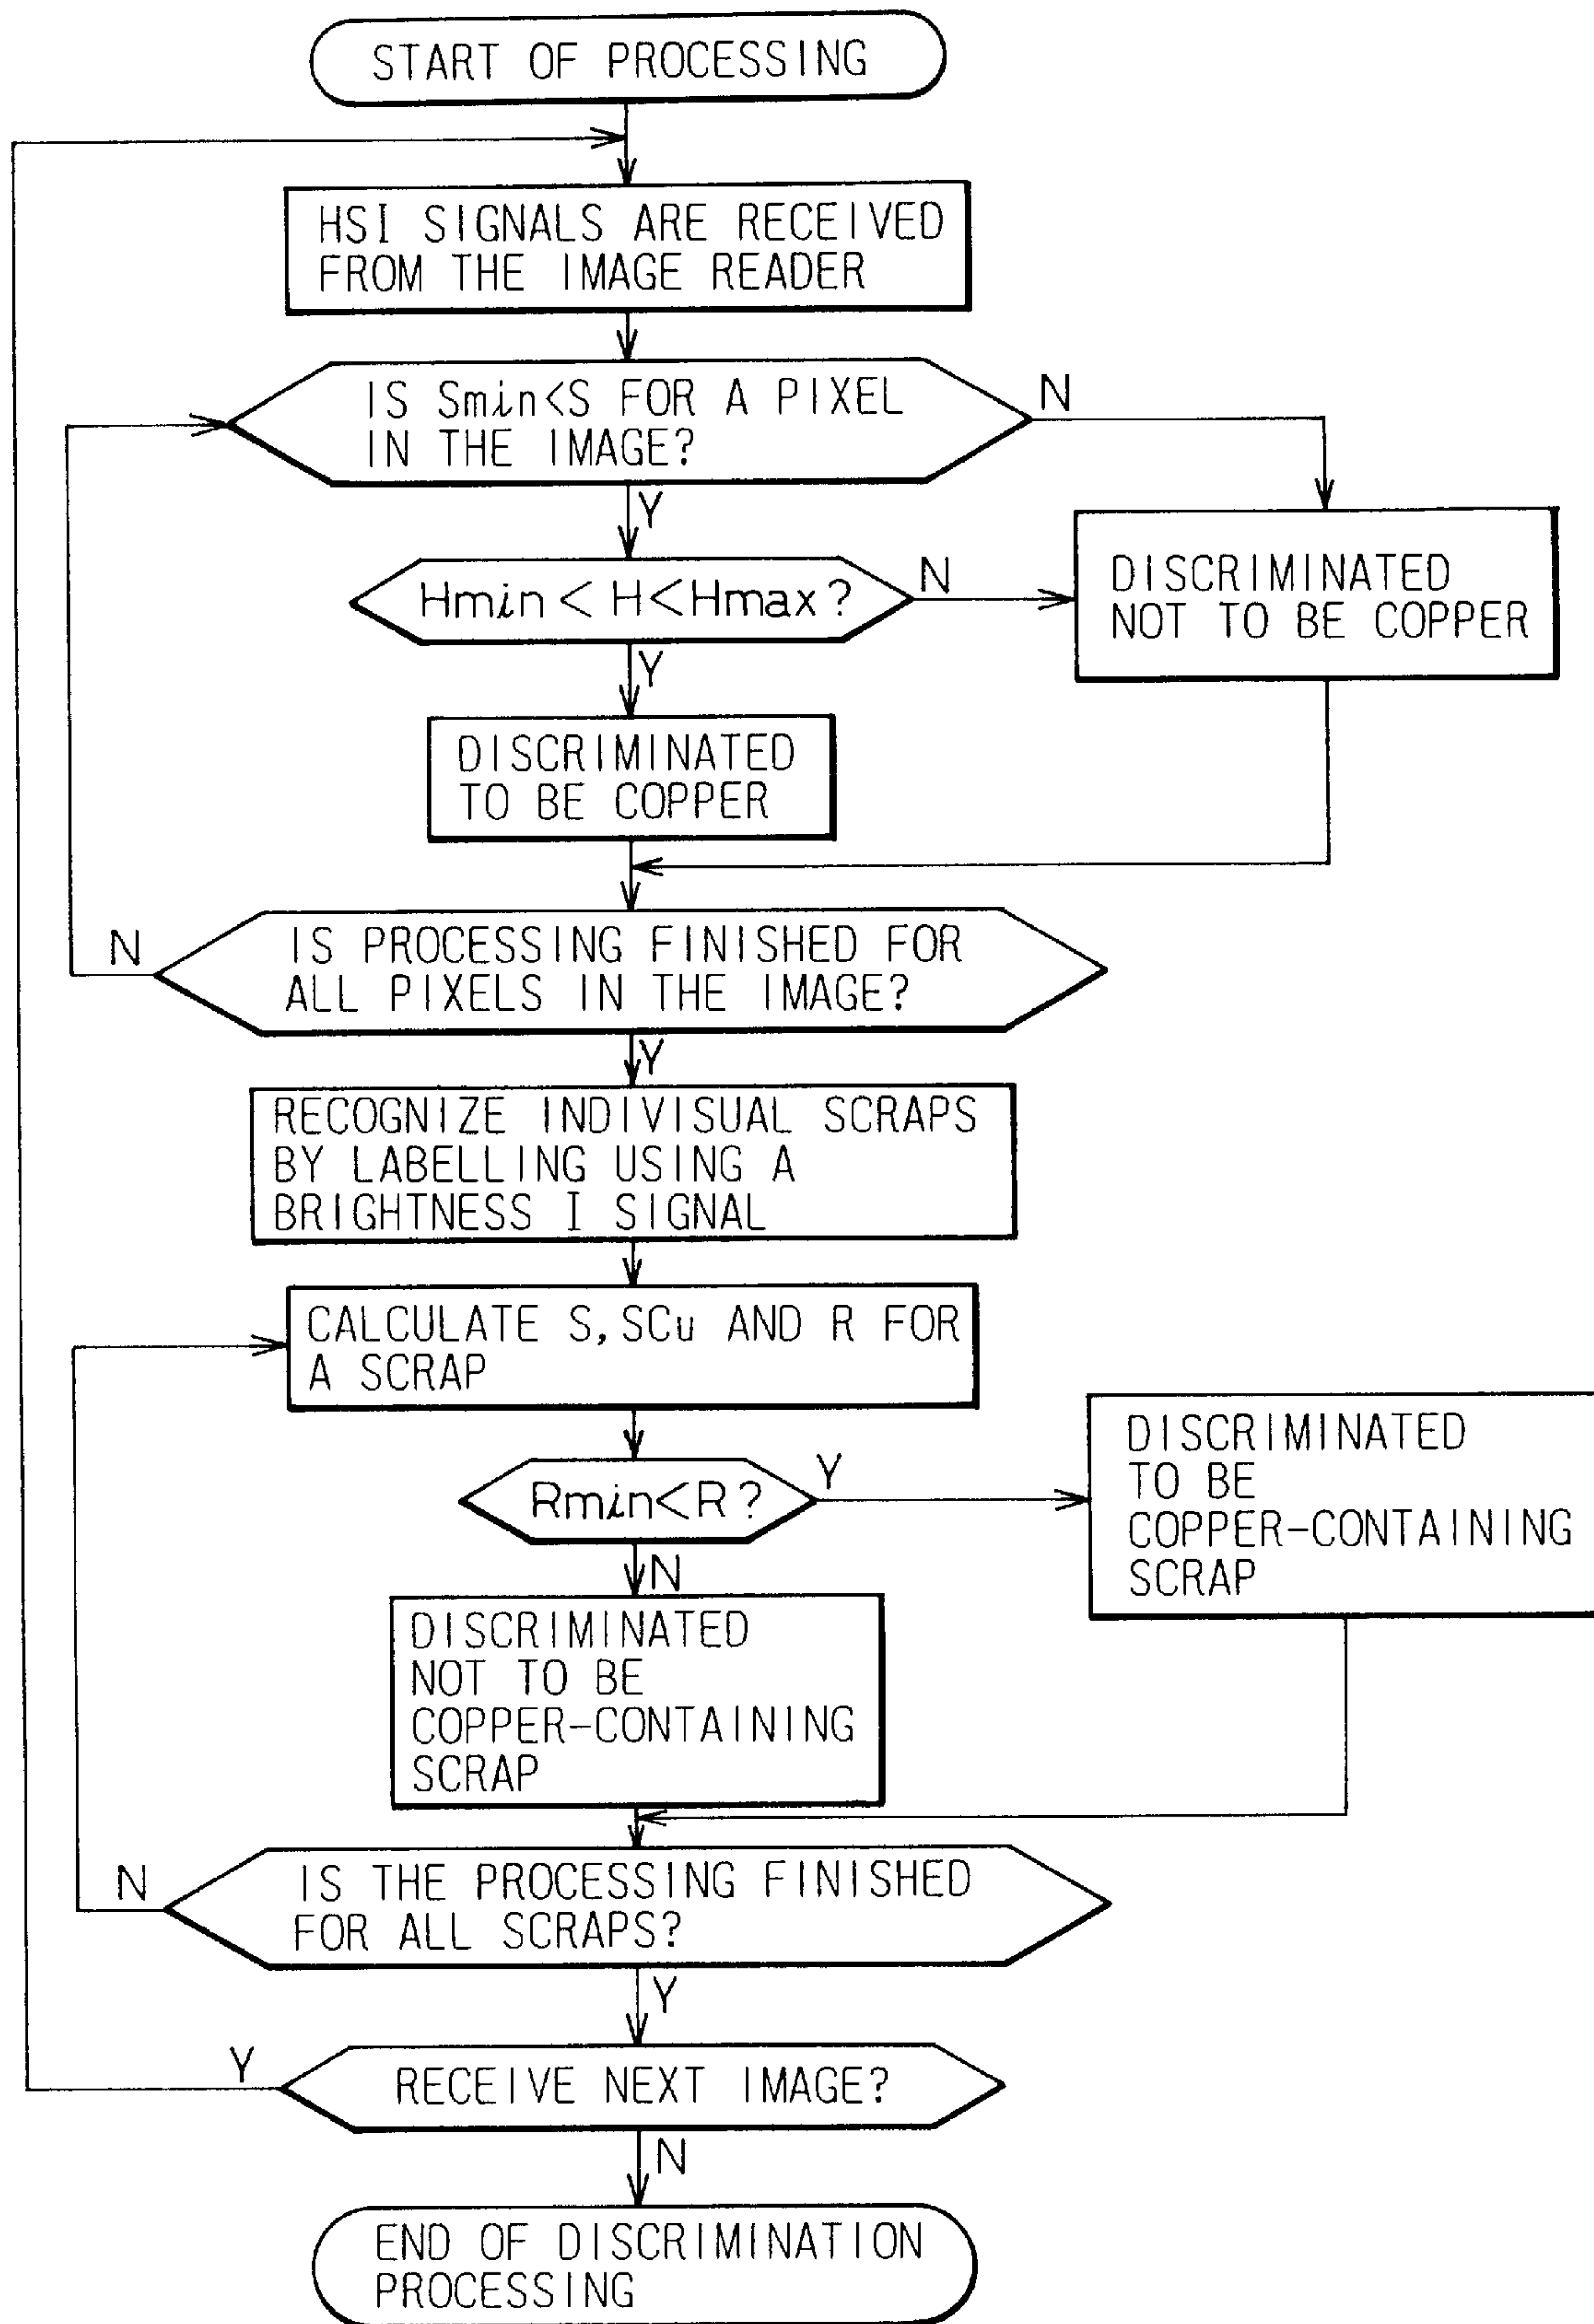 START OF PROCESSING
HSI SIGNALS ARE RECEIVED
FROM THE IMAGE READER
IS Smin<S FOR A PIXEL
IN THE IMAGE?
N
Y
Hmin < H<Hmax?
N
DISCRIMINATED
NOT TO BE COPPER
Y
DISCRIMINATED
TO BE COPPER
IS PROCESSING FINISHED FOR
ALL PIXELS IN THE IMAGE?
N
Y
RECOGNIZE INDIVISUAL SCRAPS
BY LABELLING USING A
BRIGHTNESS I SIGNAL
CALCULATE S,SCu AND R FOR
A SCRAP
Rmin<R?
Y
DISCRIMINATED
TO BE
COPPER-CONTAINING
SCRAP
N
DISCRIMINATED
NOT TO BE
COPPER-CONTAINING
SCRAP
IS THE PROCESSING FINISHED
FOR ALL SCRAPS?
N
Y
RECEIVE NEXT IMAGE?
Y
N
END OF DISCRIMINATION
PROCESSING